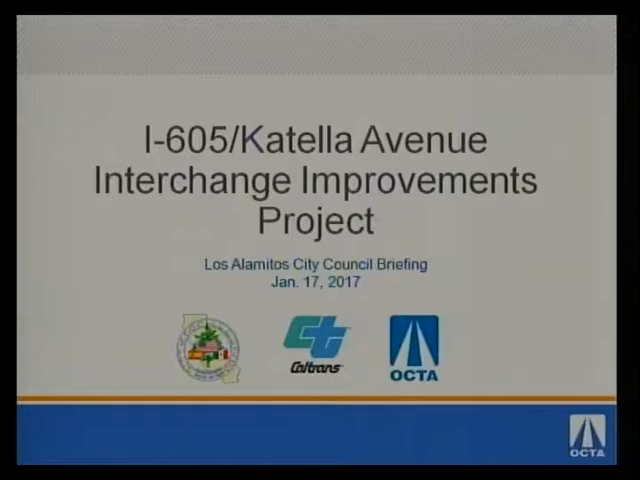 I-605/Katella Avenue
Interchange Improvements
Project
Los Alamitos City Council Briefing
Jan. 17, 2017
Caltrans
OCTA
OCTA